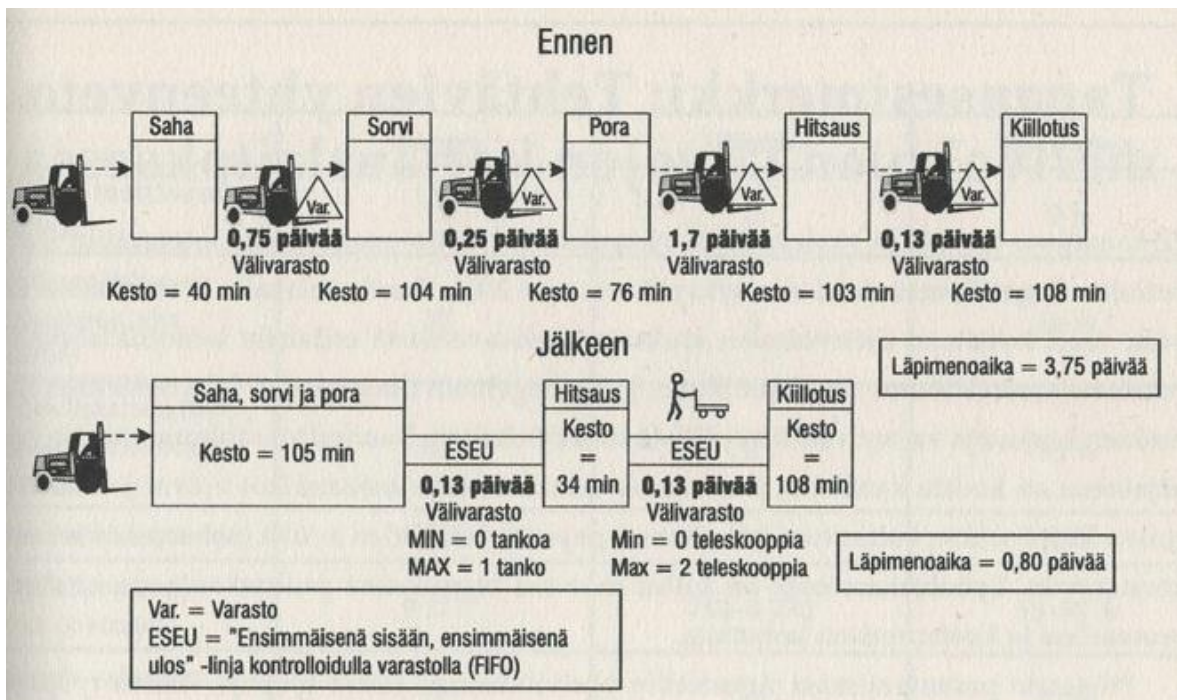 Ennen
Saha
Sorvi
Pora
Hitsaus
Kiillotus
Var.
Var.
Var.
Var.
0,75 päivää
0,25 päivää
1,7 päivää
0,13 päivää
Välivarasto
Välivarasto
Välivarasto
Välivarasto
Kesto = 40 min
Kesto = 104 min
Kesto = 76 min
Kesto = 103 min
Kesto = 108 min
Jälkeen
Läpimenoaika = 3,75 päivää
Saha, sorvi ja pora
Kesto = 105 min
ESEU
0,13 päivää
Välivarasto
MIN = 0 tankoa
MAX = 1 tanko
Hitsaus
Kesto
=
34 min
ESEU
0,13 päivää
Välivarasto
Min = 0 teleskooppia
Max = 2 teleskooppia
Kiillotus
Kesto
=
108 min
Läpimenoaika = 0,80 päivää
Var. = Varasto
ESEU = "Ensimmäisenä sisään, ensimmäisenä
ulos" -linja kontrolloidulla varastolla (FIFO)